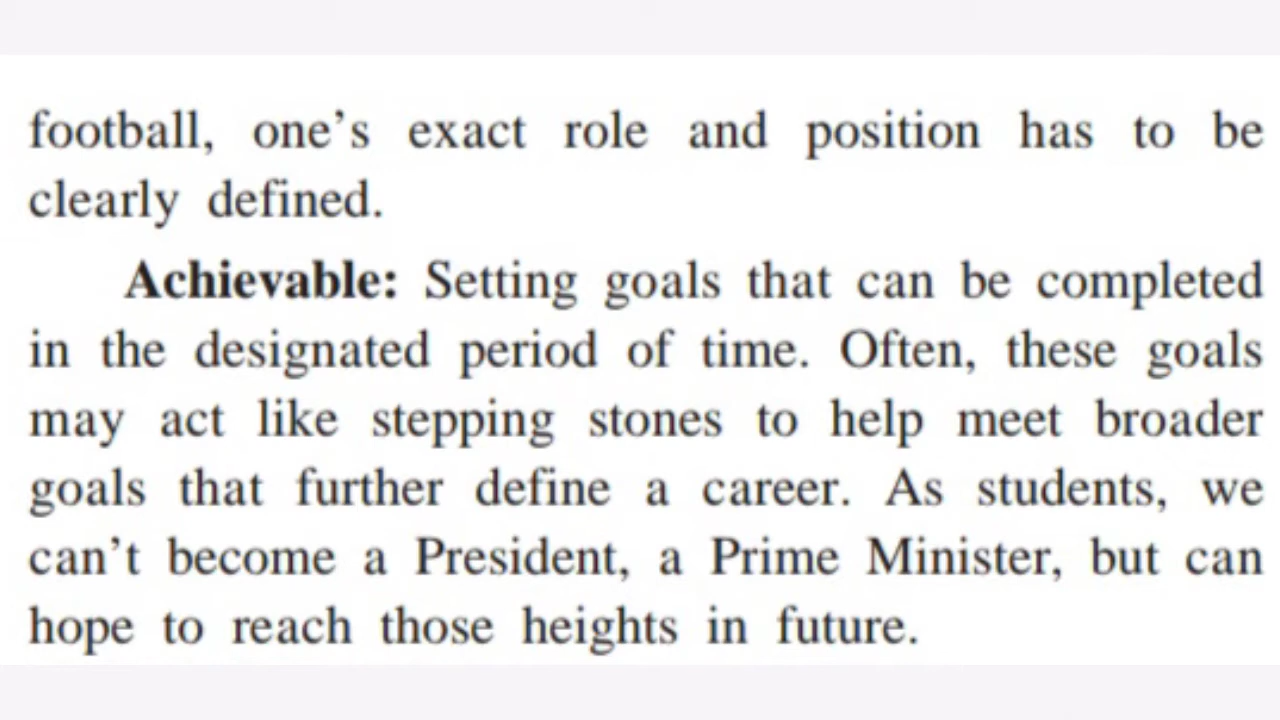 football, one’s exact role and position has to be
clearly defined.
Achievable: Setting goals that can be completed
in the designated period of time. Often, these goals
may act like stepping stones to help meet broader
goals that further define a career. As students, we
can’t become a President, a Prime Minister, but can
hope to reach those heights in future.